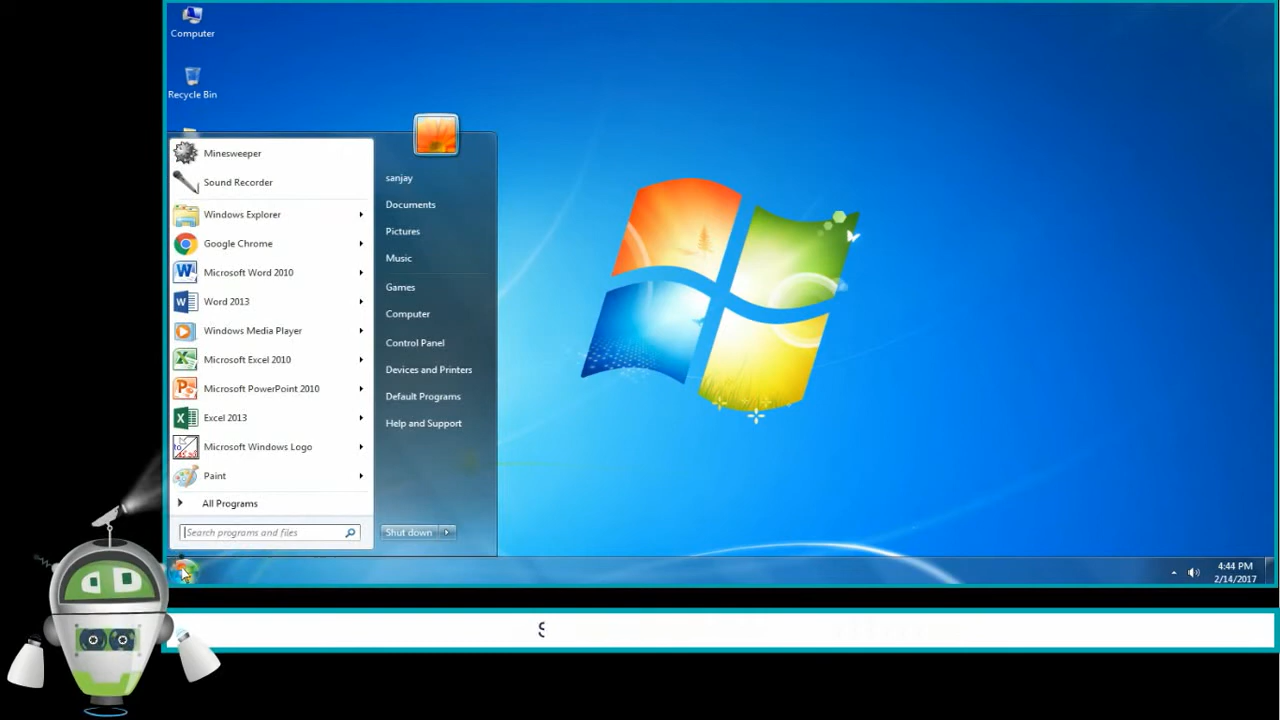 Computer
Recycle Bin
Minesweeper
Sound Recorder
Windows Explorer
Google Chrome
Microsoft Word 2010
Word 2013
Windows Media Player
Microsoft Excel 2010
Microsoft PowerPoint 2010
Excel 2013
Microsoft Windows Logo
Paint
All Programs
Search programs and files
sanjay
Documents
Pictures
Music
Games
Computer
Control Panel
Devices and Printers
Default Programs
Help and Support
Shut down
4:44 PM
2/14/2017